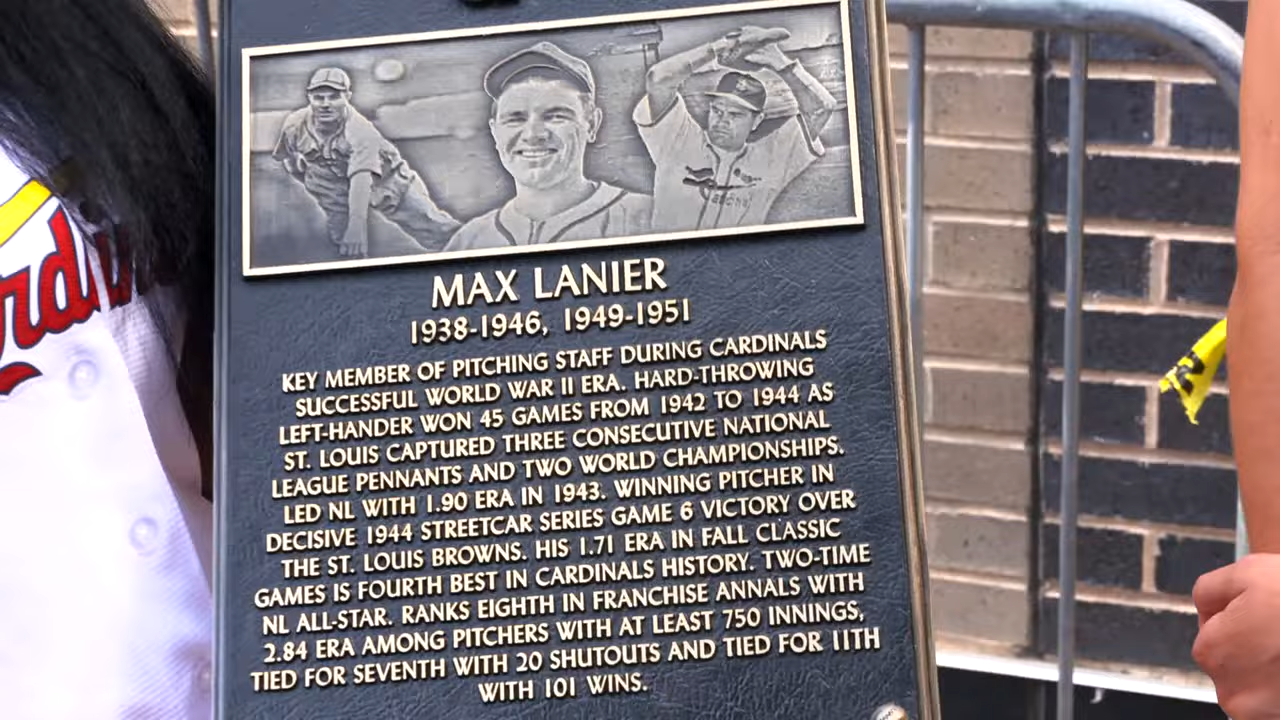 MAX LANIER
1938-1946, 1949-1951
KEY MEMBER OF PITCHING STAFF DURING CARDINALS
SUCCESSFUL WORLD WAR II ERA. HARD-THROWING
LEFT-HANDER WON 45 GAMES FROM 1942 TO 1944 AS
ST. LOUIS CAPTURED THREE CONSECUTIVE NATIONAL
LEAGUE PENNANTS AND TWO WORLD CHAMPIONSHIPS.
LED NL WITH 1.90 ERA IN 1943. WINNING PITCHER IN
DECISIVE 1944 STREETCAR SERIES GAME 6 VICTORY OVER
THE ST. LOUIS BROWNS. HIS 1.71 ERA IN FALL CLASSIC
GAMES IS FOURTH BEST IN CARDINALS HISTORY. TWO-TIME
NL ALL-STAR. RANKS EIGHTH IN FRANCHISE ANNALS WITH
2.84 ERA AMONG PITCHERS WITH AT LEAST 750 INNINGS,
TIED FOR SEVENTH WITH 20 SHUTOUTS AND TIED FOR 11TH
WITH 101 WINS.